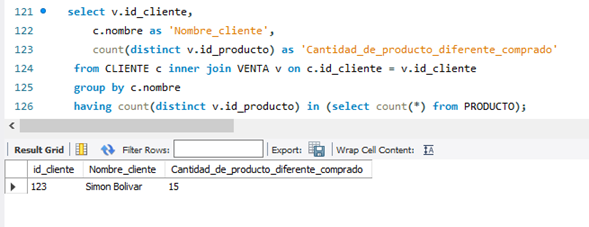 121 select v.id_cliente,
122 c.nombre as 'Nombre_cliente',
123 count(distinct v.id_producto) as 'Cantidad_de_producto_diferente_comprado'
124 from CLIENTE c inner join VENTA v on c.id_cliente = v.id_cliente
125 group by c.nombre
126 having count(distinct v.id_producto) in (select count(*) from PRODUCTO);
Result Grid Filter Rows: Export: Wrap Cell Content:
id_cliente Nombre_cliente Cantidad_de_producto_diferente_comprado
123 Simon Bolivar 15